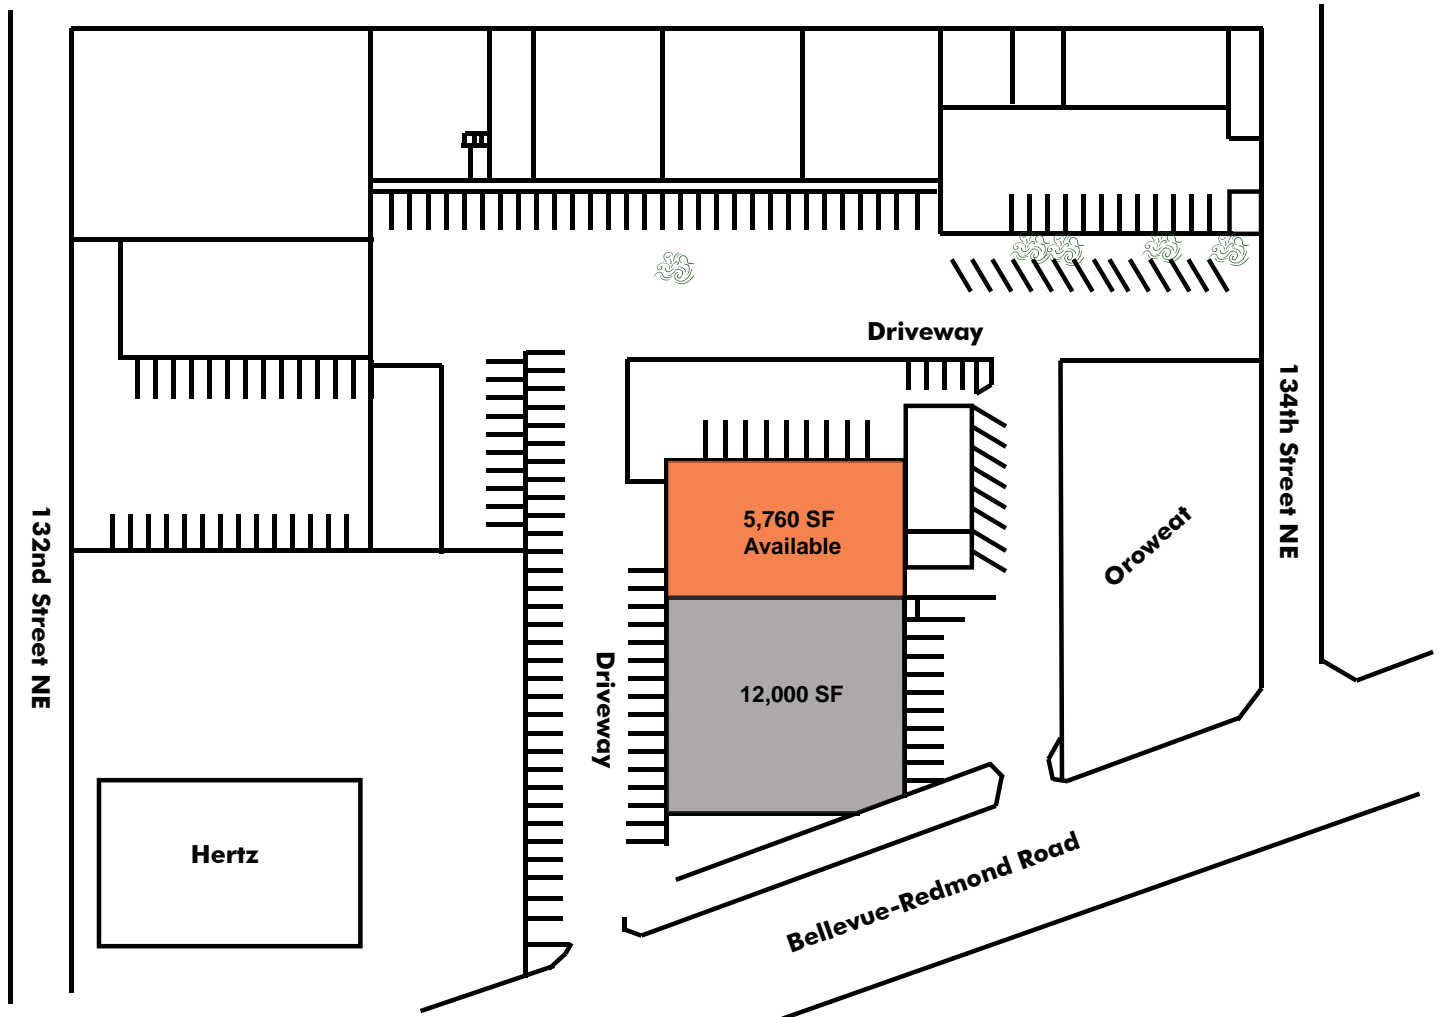 Driveway
134th Street NE
132nd Street NE
5,760 SF
Available
Oroweat
Driveway
12,000 SF
Hertz
Bellevue-Redmond Road